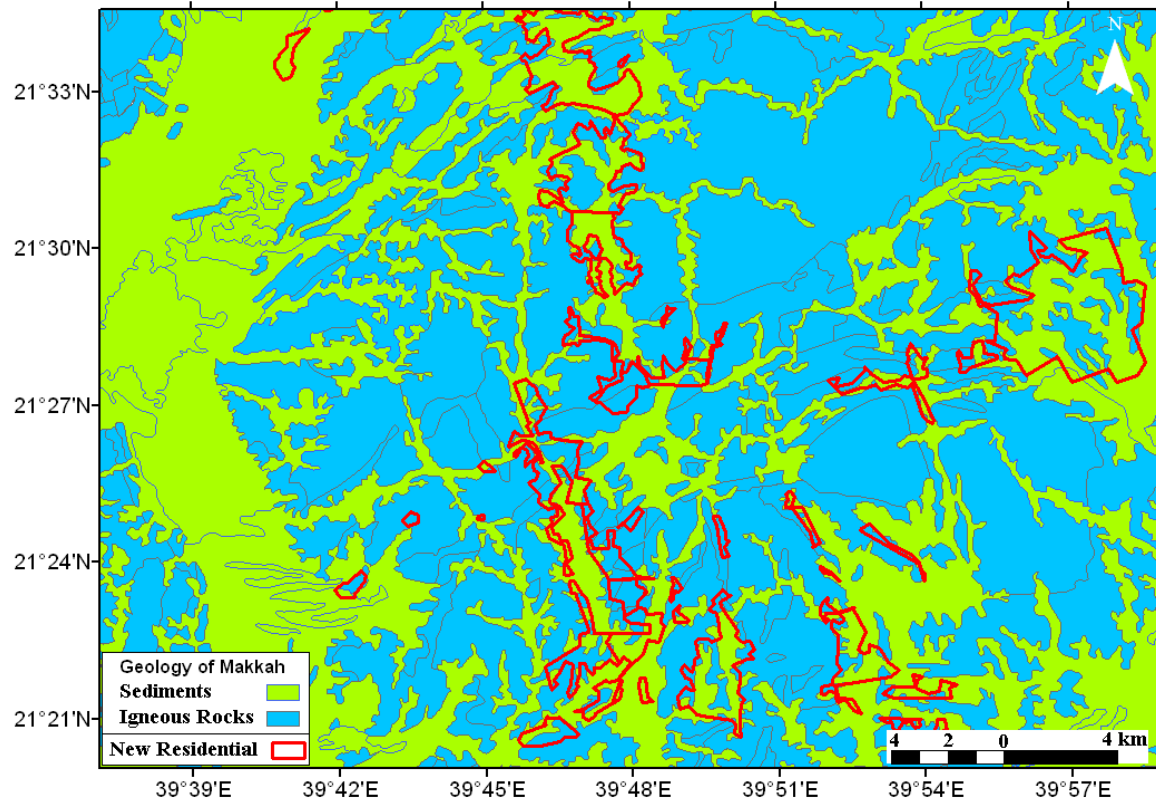 N
21°33'N
21°30'N
21°27'N
21°24'N
21°21'N
Geology of Makkah
Sediments
Igneous Rocks
New Residential
4 2 0 4 km
39°39'E 39°42'E 39°45'E 39°48'E 39°51'E 39°54'E 39°57'E